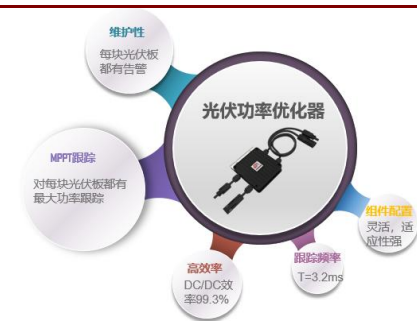 维护性
每块光伏板
都有告警
光伏功率优化器
MPPT跟踪
对每块光伏板都有
最大功率跟踪
组件配置
灵活，适
应性强
跟踪频率
T=3.2ms
高效率
DC/DC效
率99.3%